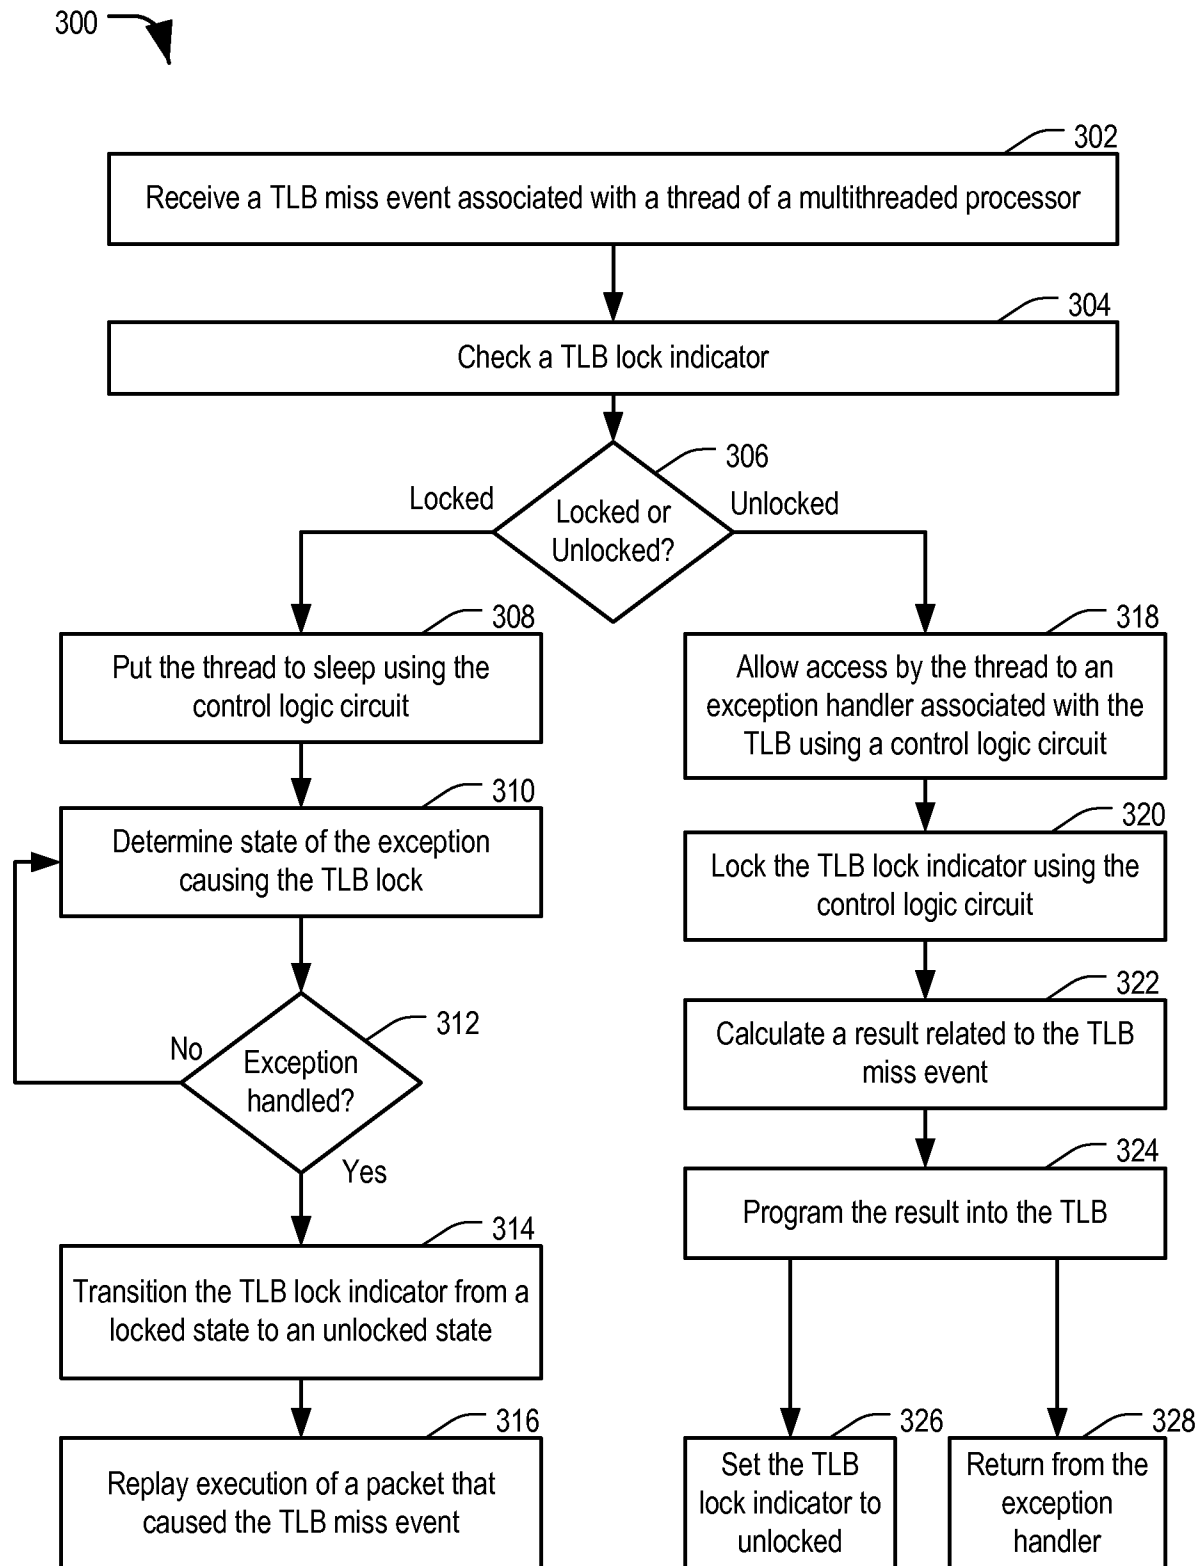 300
302
Receive a TLB miss event associated with a thread of a multithreaded processor
304
Check a TLB lock indicator
306
Locked
Unlocked
Locked or
Unlocked?
308
Put the thread to sleep using the
control logic circuit
310
Determine state of the exception
causing the TLB lock
312
No
Exception
handled?
Yes
314
Transition the TLB lock indicator from a
locked state to an unlocked state
316
Replay execution of a packet that
caused the TLB miss event
318
Allow access by the thread to an
exception handler associated with the
TLB using a control logic circuit
320
Lock the TLB lock indicator using the
control logic circuit
322
Calculate a result related to the TLB
miss event
324
Program the result into the TLB
326
Set the TLB
lock indicator to
unlocked
328
Return from the
exception
handler